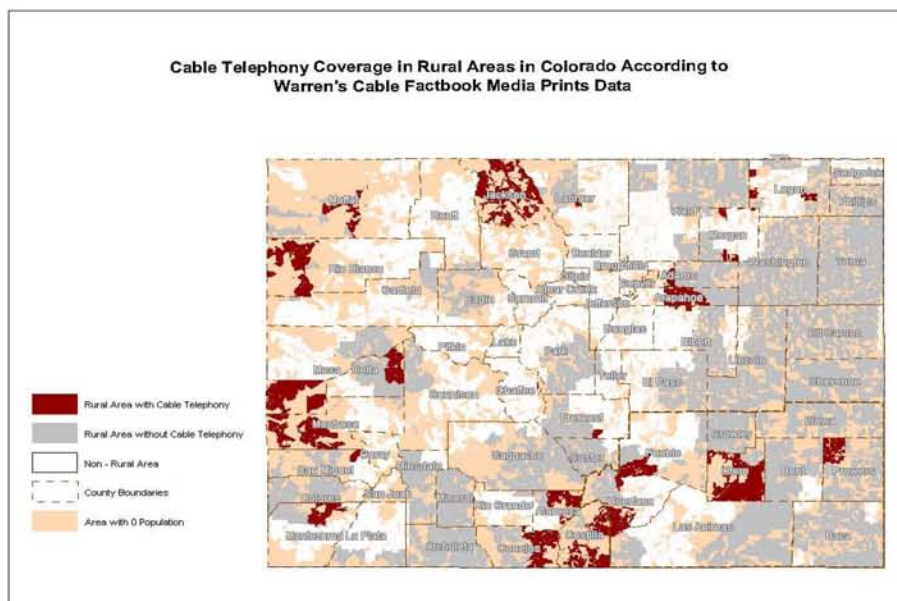 Cable Telephony Coverage in Rural Areas in Colorado According to
Warren's Cable Factbook Media Prints Data
Sedgwick
Logan
Jackson
Larimer
Moffat
Phillips
Routt
Weld
Morgan
Grand
Boulder
Washington
Yuma
Rio Blanco
Broomfield
Gilpin
Adams
Garfield
Eagle
Clear Creek
Denver
Arapahoe
Summit
Jefferson
Douglas
Elbert
Kit Carson
Pitkin
Lake
Park
Lincoln
Mesa
Delta
Teller
El Paso
Cheyenne
Gunnison
Chaffee
Rural Area with Cable Telephony
Fremont
Kiowa
Montrose
Crowley
Rural Area without Cable Telephony
Ouray
Saguache
Custer
Pueblo
Otero
Bent
Prowers
Non - Rural Area
San Miguel
Hinsdale
County Boundaries
Dolores
San Juan
Mineral
Rio Grande
Alamosa
Huerfano
Area with 0 Population
Las Animas
Montezuma
La Plata
Archuleta
Conejos
Costilla
Baca